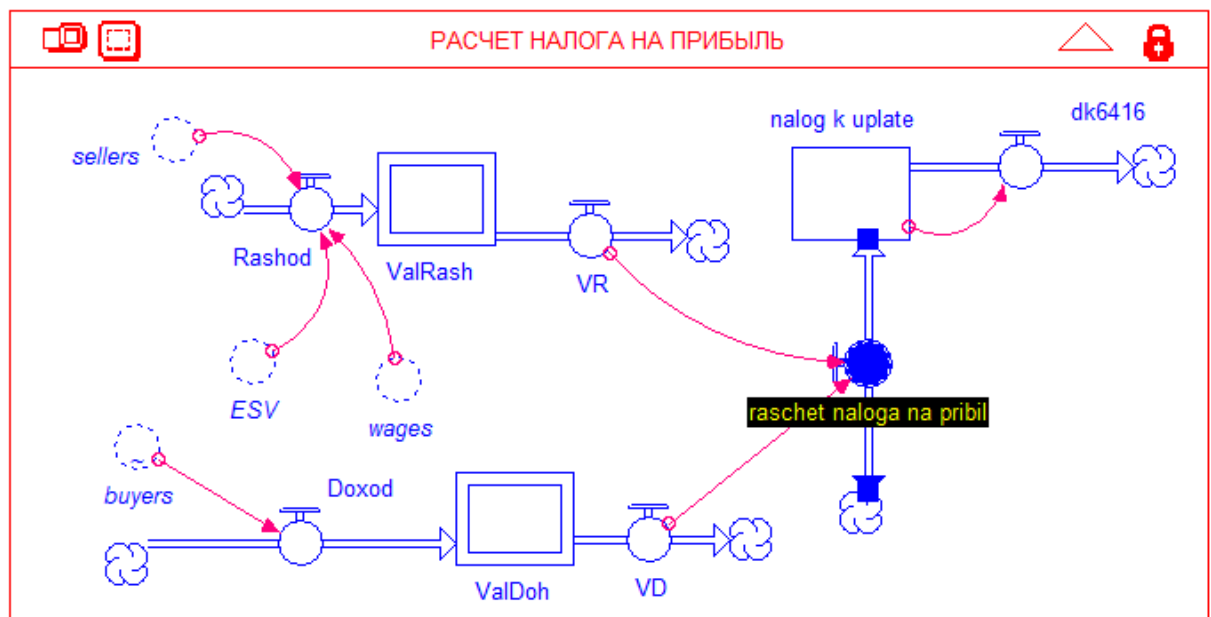 РАСЧЕТ НАЛОГА НА ПРИБЫЛЬ
sellers
nalog k uplate
dk6416
Rashod
ValRash
VR
ESV
wages
raschet naloga na pribil
buyers
Doxod
ValDoh
VD